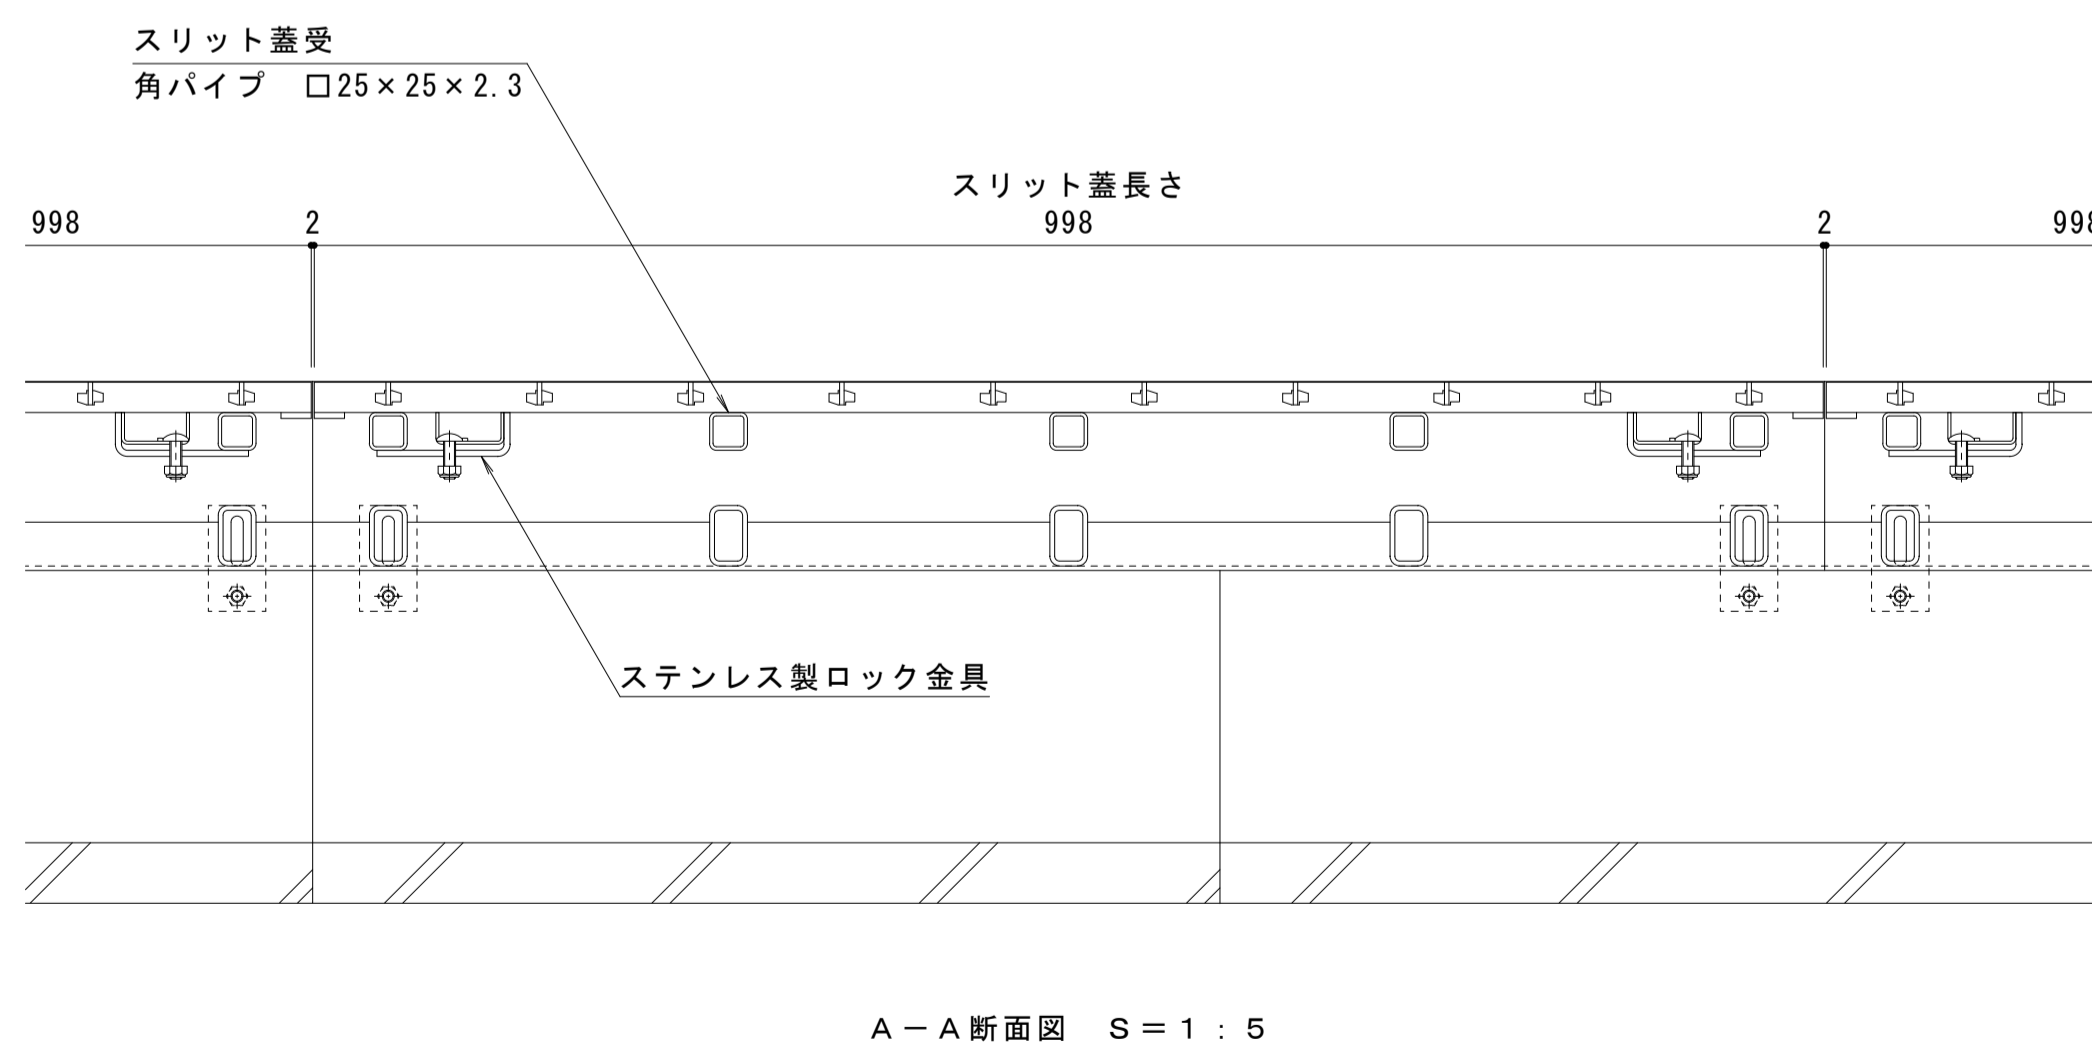 スリット蓋受
角パイプ □25×25×2.3
スリット蓋長さ
998 2 998 2 998
ステンレス製ロック金具
A－A断面図 S＝1：5